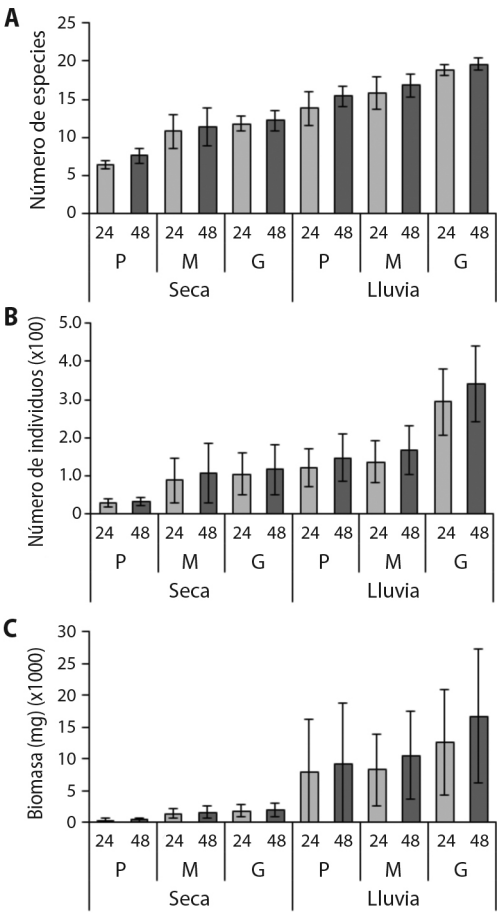 A
Número de especies
25
20
15
10
5
0
24 48 24 48 24 48 24 48 24 48 24 48
P M G P M G
Seca Lluvia
B
Número de individuos (x100)
5.0
4.0
3.0
2.0
1.0
0
24 48 24 48 24 48 24 48 24 48 24 48
P M G P M G
Seca Lluvia
C
Biomasa (mg) (x1000)
30
25
20
15
10
5
0
24 48 24 48 24 48 24 48 24 48 24 48
P M G P M G
Seca Lluvia